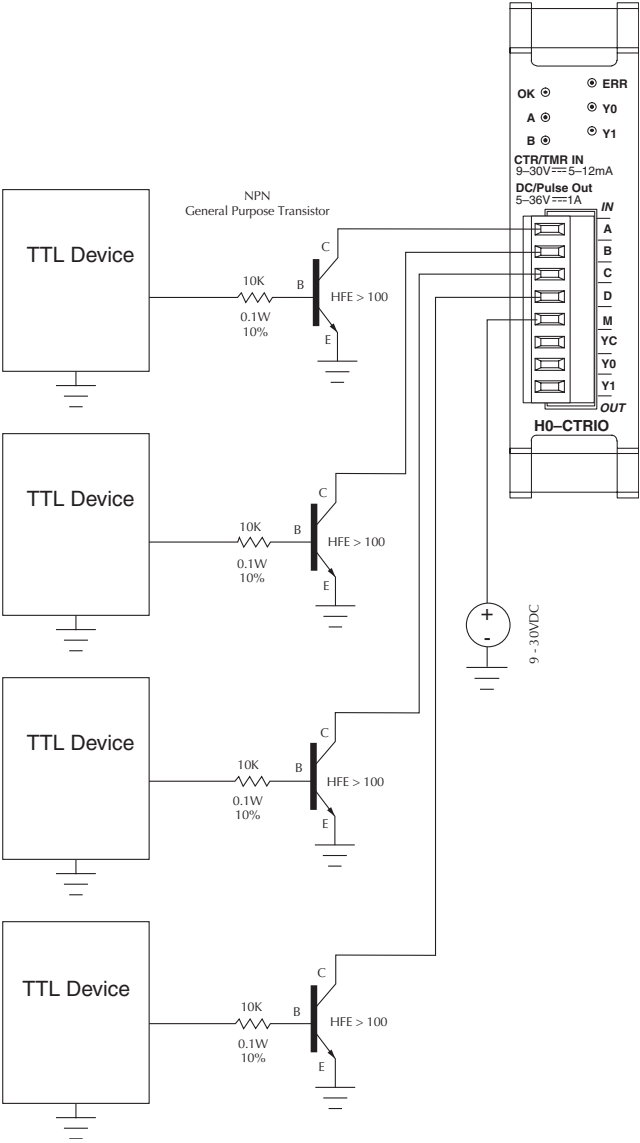 OK
ERR
A
Y0
B
Y1
CTR/TMR IN
9–30V⎓5–12mA
DC/Pulse Out
5–36V⎓1A
IN
A
B
C
D
M
YC
Y0
Y1
OUT
H0–CTRIO
NPN
General Purpose Transistor
TTL Device
10K
0.1W
10%
B
C
E
HFE > 100
TTL Device
10K
0.1W
10%
B
C
E
HFE > 100
+
-
9 - 30VDC
TTL Device
10K
0.1W
10%
B
C
E
HFE > 100
TTL Device
10K
0.1W
10%
B
C
E
HFE > 100